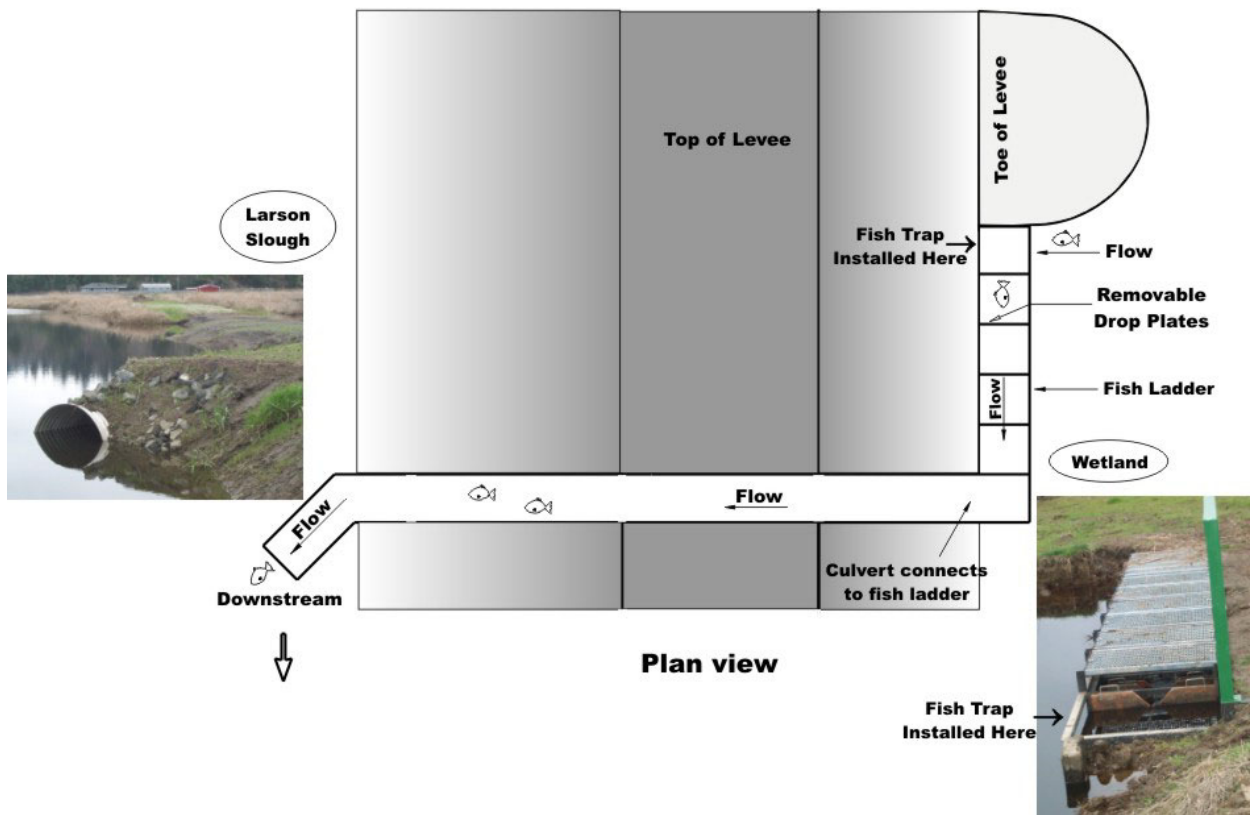 Top of Levee
Toe of Levee
Larson
Slough
Fish Trap
Installed Here
Flow
Removable
Drop Plates
Fish Ladder
Flow
Wetland
Flow
Flow
Culvert connects
to fish ladder
Downstream
Plan view
Fish Trap
Installed Here